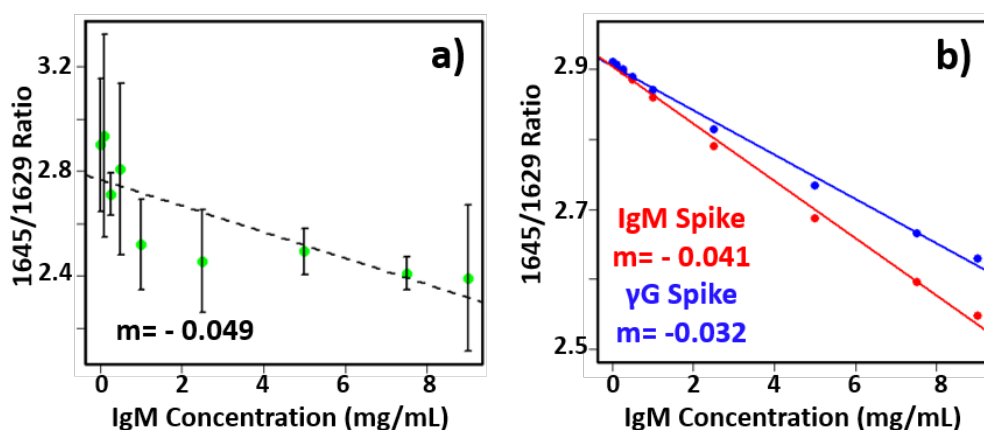 a)
1645/1629 Ratio
3.2
2.8
2.4
m= - 0.049
0 2 4 6 8
IgM Concentration (mg/mL)
b)
1645/1629 Ratio
2.9
2.7
2.5
IgM Spike
m= - 0.041
γG Spike
m= -0.032
0 2 4 6 8
IgM Concentration (mg/mL)